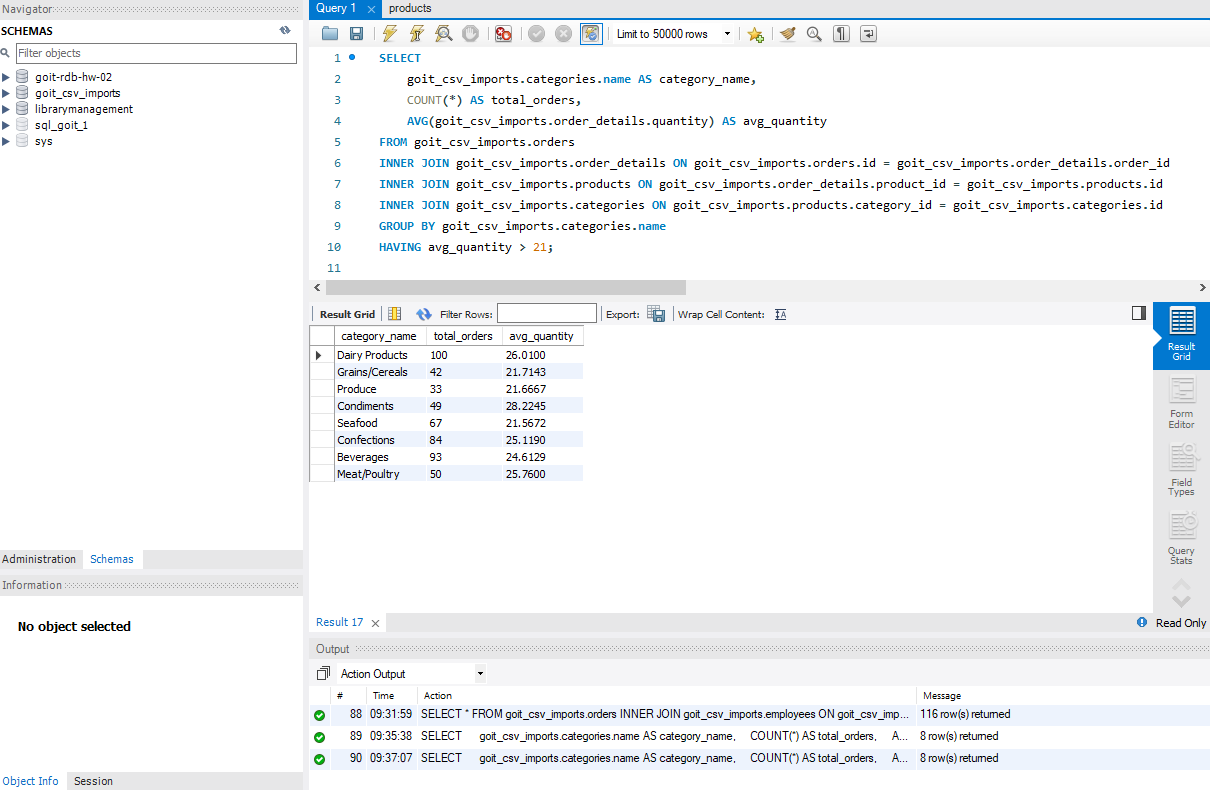 Navigator
SCHEMAS
Filter objects
goit-rdb-hw-02
goit_csv_imports
librarymanagement
sql_goit_1
sys
Administration Schemas
Information
No object selected
Object Info Session
Query 1 products
Limit to 50000 rows
1 SELECT
2 goit_csv_imports.categories.name AS category_name,
3 COUNT(*) AS total_orders,
4 AVG(goit_csv_imports.order_details.quantity) AS avg_quantity
5 FROM goit_csv_imports.orders
6 INNER JOIN goit_csv_imports.order_details ON goit_csv_imports.orders.id = goit_csv_imports.order_details.order_id
7 INNER JOIN goit_csv_imports.products ON goit_csv_imports.order_details.product_id = goit_csv_imports.products.id
8 INNER JOIN goit_csv_imports.categories ON goit_csv_imports.products.category_id = goit_csv_imports.categories.id
9 GROUP BY goit_csv_imports.categories.name
10 HAVING avg_quantity > 21;
11
Result Grid Filter Rows: Export: Wrap Cell Content:
category_name total_orders avg_quantity
Dairy Products 100 26.0100
Grains/Cereals 42 21.7143
Produce 33 21.6667
Condiments 49 28.2245
Seafood 67 21.5672
Confections 84 25.1190
Beverages 93 24.6129
Meat/Poultry 50 25.7600
Result
Grid
Form
Editor
Field
Types
Query
Stats
Result 17 Read Only
Output
Action Output
# Time Action Message
88 09:31:59 SELECT * FROM goit_csv_imports.orders INNER JOIN goit_csv_imports.employees ON goit_csv_imp... 116 row(s) returned
89 09:35:38 SELECT goit_csv_imports.categories.name AS category_name, COUNT(*) AS total_orders, A... 8 row(s) returned
90 09:37:07 SELECT goit_csv_imports.categories.name AS category_name, COUNT(*) AS total_orders, A... 8 row(s) returned